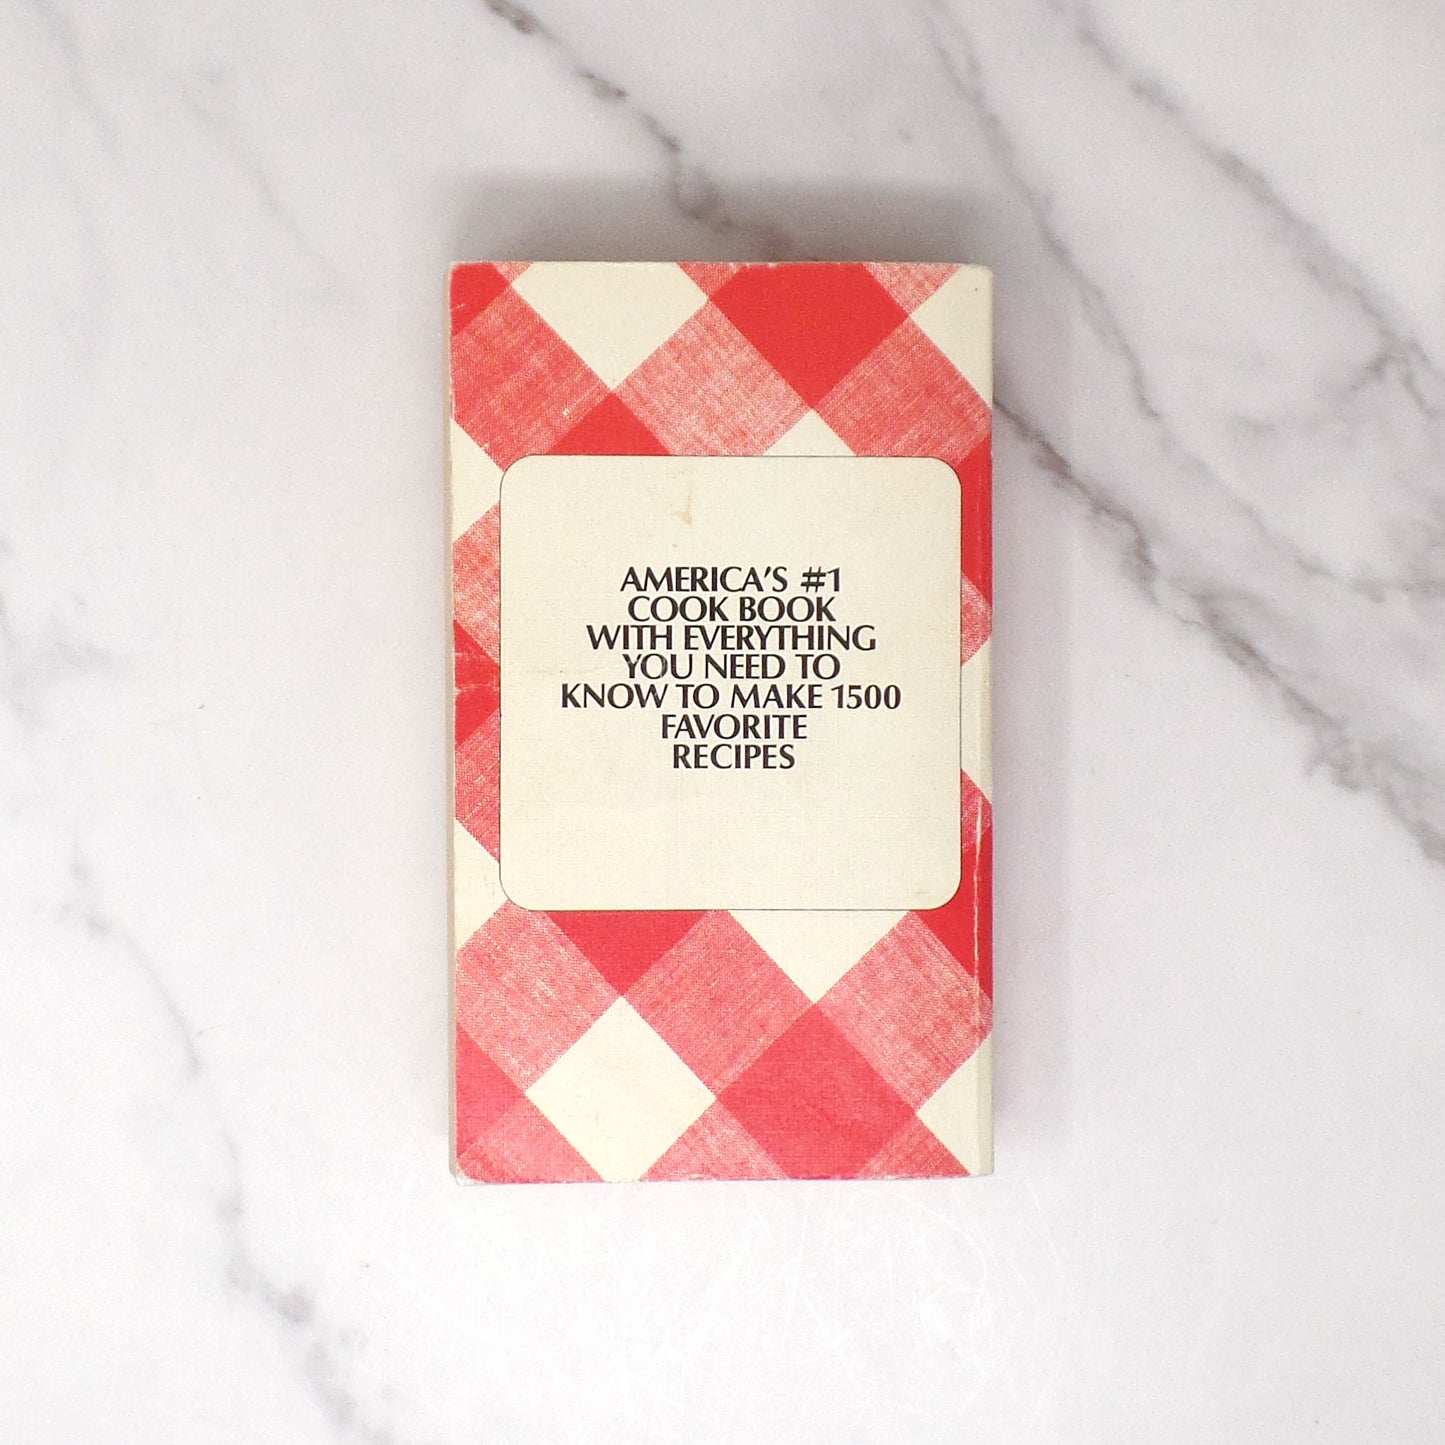 AMERICA'S #1
COOK BOOK
WITH EVERYTHING
YOU NEED TO
KNOW TO MAKE 1500
FAVORITE
RECIPES